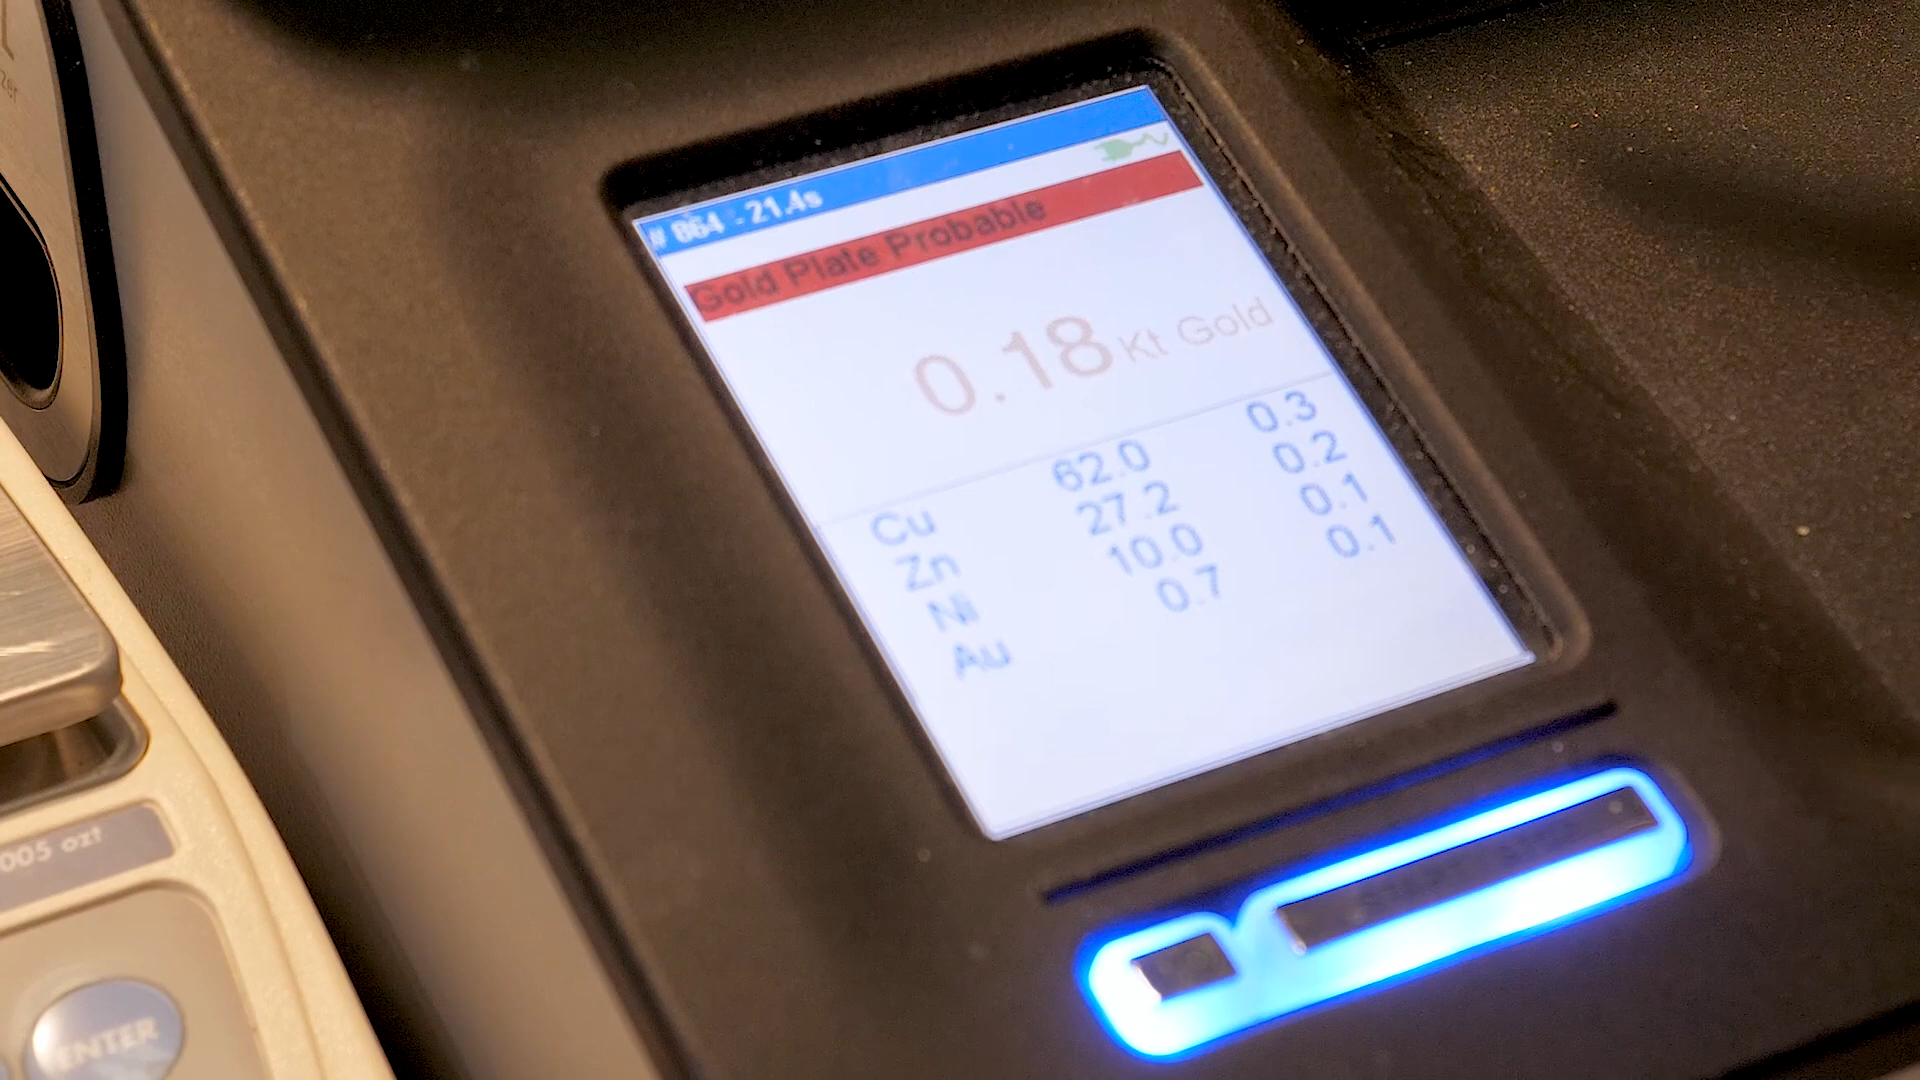 # 864 - 21.4s
Gold Plate Probable
0.18 Kt Gold
Cu 62.0 0.3
Zn 27.2 0.2
Ni 10.0 0.1
Au 0.7 0.1
005 ozt
ENTER